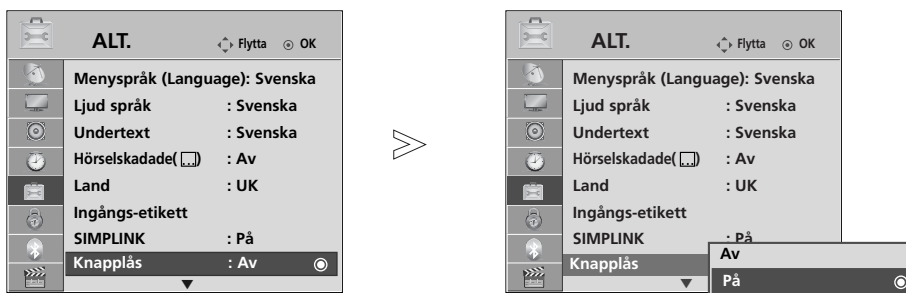 ALT. Flytta OK
Menyspråk (Language): Svenska
Ljud språk : Svenska
Undertext : Svenska
Hörselskadade( ) : Av
Land : UK
Ingångs-etikett
SIMPLINK : På
Knapplås : Av
ALT. Flytta OK
Menyspråk (Language): Svenska
Ljud språk : Svenska
Undertext : Svenska
Hörselskadade( ) : Av
Land : UK
Ingångs-etikett
SIMPLINK : På
Knapplås
Av
På